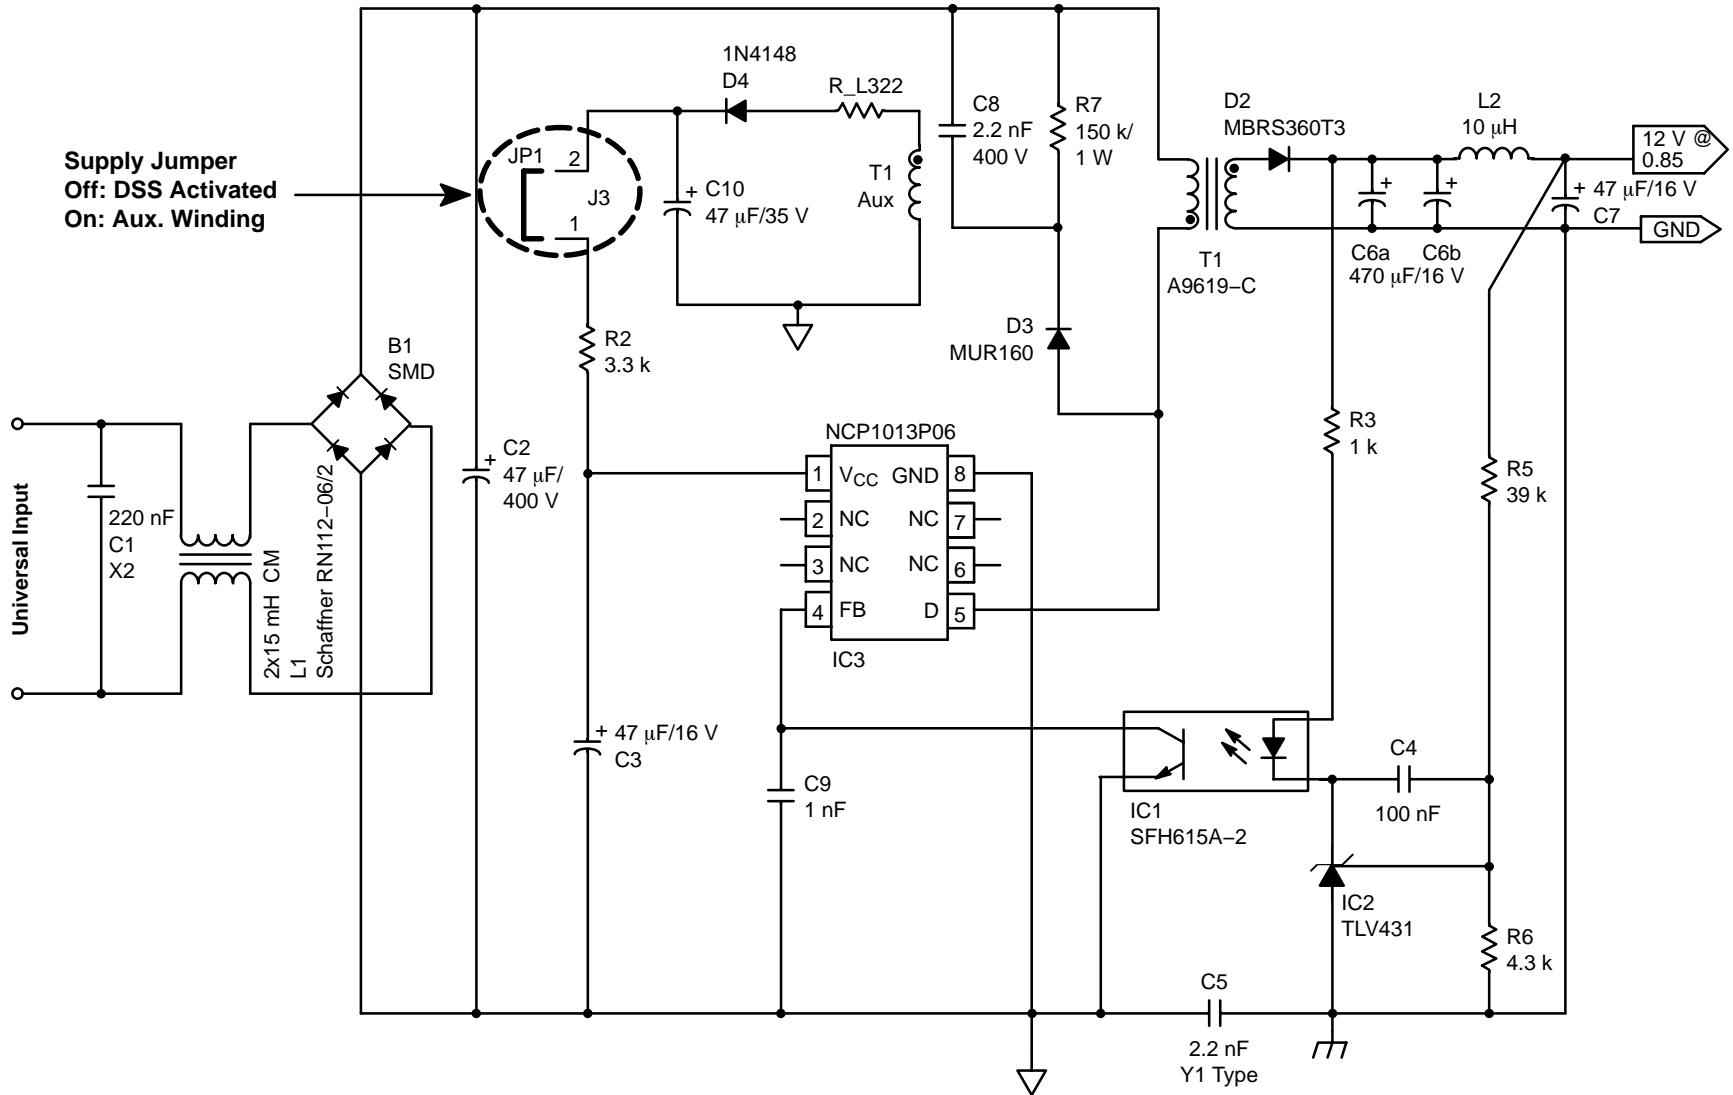 1N4148
D4
R_L322
C8
2.2 nF
400 V
R7
150 k/
1 W
D2
MBRS360T3
L2
10 μH
12 V @
0.85
Supply Jumper
Off: DSS Activated
On: Aux. Winding
JP1
2
J3
1
+
C10
47 μF/35 V
T1
Aux
T1
A9619–C
+
+
C6a
C6b
470 μF/16 V
+
47 μF/16 V
C7
GND
R2
3.3 k
D3
MUR160
B1
SMD
Universal Input
220 nF
C1
X2
2x15 mH CM
L1
Schaffner RN112–06/2
+
C2
47 μF/
400 V
NCP1013P06
1
VCC
GND
8
2
NC
NC
7
3
NC
NC
6
4
FB
D
5
IC3
R3
1 k
R5
39 k
+
47 μF/16 V
C3
C9
1 nF
IC1
SFH615A–2
C4
100 nF
IC2
TLV431
R6
4.3 k
C5
2.2 nF
Y1 Type